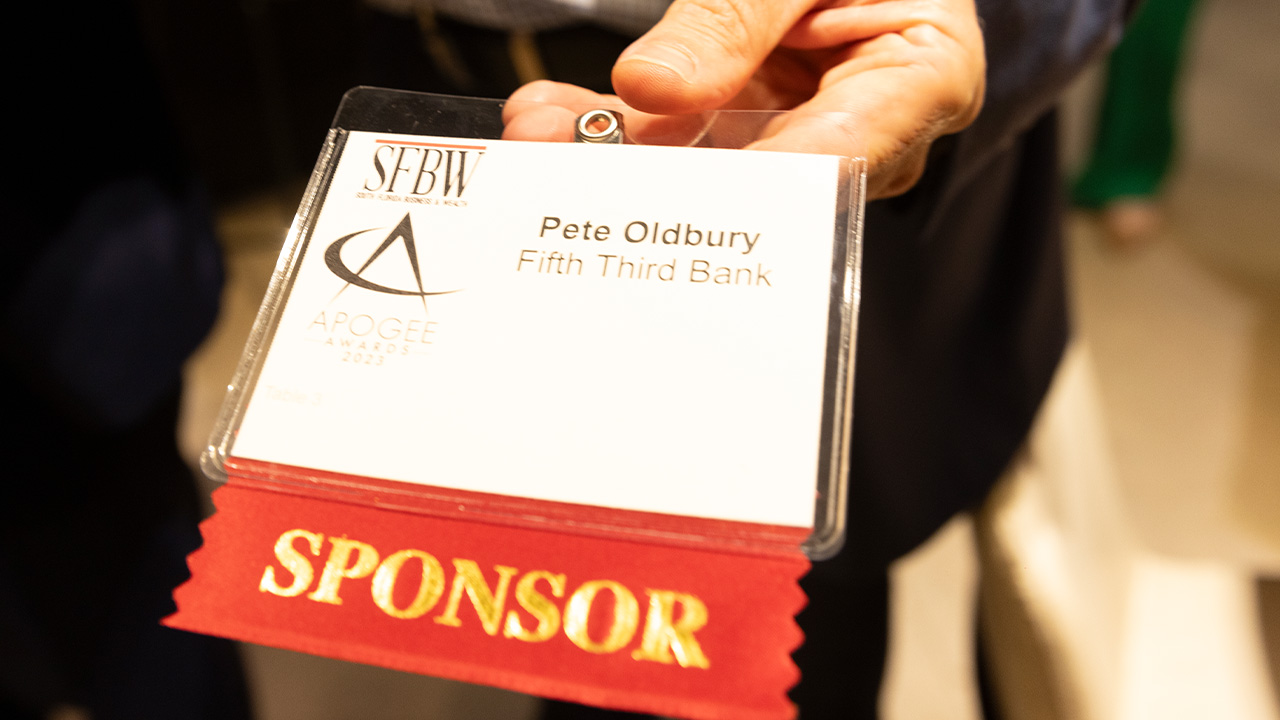 SFBW
SOUTH FLORIDA BUSINESS & WEALTH
APOGEE
AWARDS
2023
Pete Oldbury
Fifth Third Bank
SPONSOR